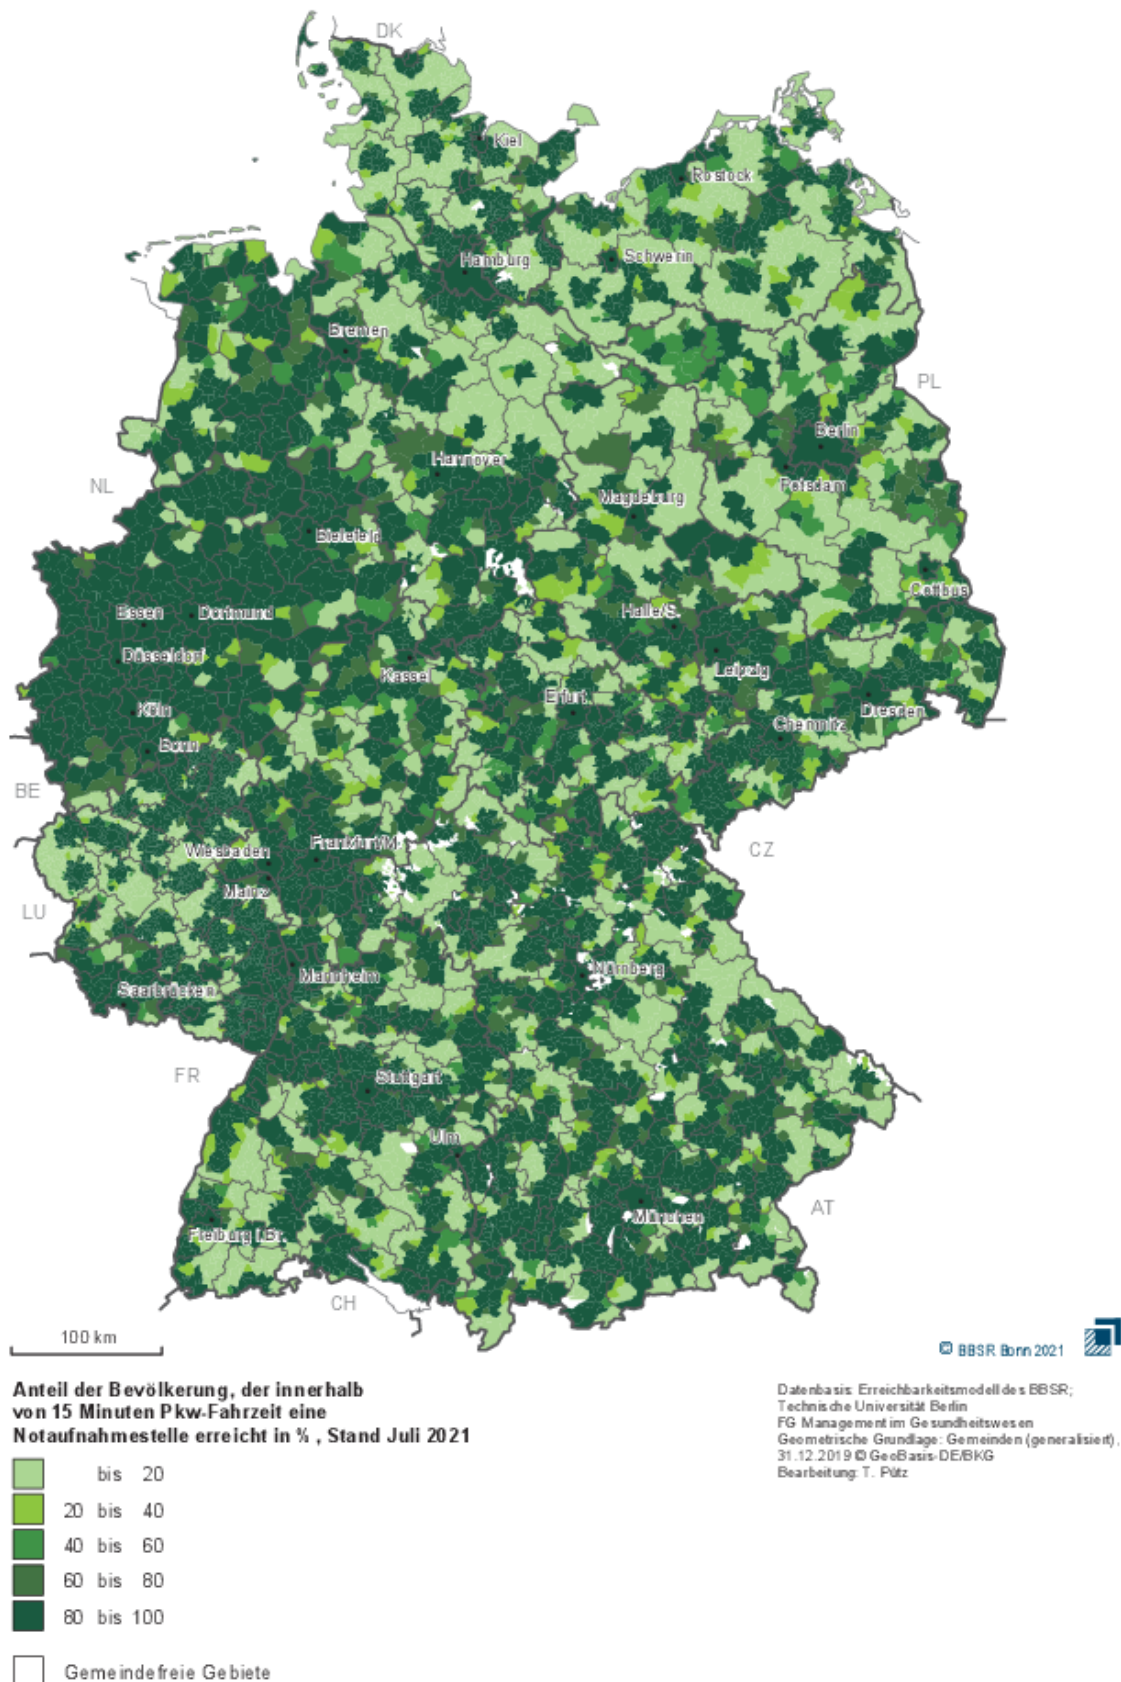 DK
Kiel
Rostock
Hamburg
Schwerin
Bremen
PL
Berlin
Hannover
NL
Potsdam
Magdeburg
Bielefeld
Cottbus
Essen
Dortmund
Halle/S.
Düsseldorf
Leipzig
Kassel
Erfurt
Köln
Dresden
Chemnitz
Bonn
BE
Frankfurt/M.
Wiesbaden
CZ
Mainz
LU
Nürnberg
Mannheim
Saarbrücken
FR
Stuttgart
Ulm
AT
München
Freiburg i.Br.
CH
100 km
© BBSR Bonn 2021
Anteil der Bevölkerung, der innerhalb
von 15 Minuten Pkw-Fahrzeit eine
Notaufnahmestelle erreicht in %, Stand Juli 2021
bis 20
20 bis 40
40 bis 60
60 bis 80
80 bis 100
Gemeindefreie Gebiete
Datenbasis: Erreichbarkeitsmodell des BBSR;
Technische Universität Berlin
FG Management im Gesundheitswesen
Geometrische Grundlage: Gemeinden (generalisiert),
31.12.2019 © GeoBasis-DE/BKG
Bearbeitung: T. Pütz